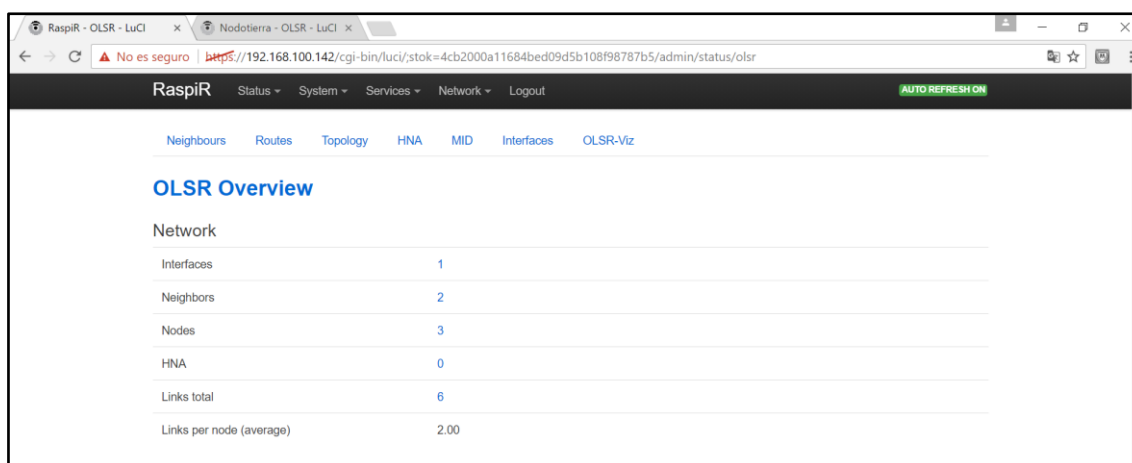 RaspiR - OLSR - LuCI × Nodotierra - OLSR - LuCI ×
No es seguro | https://192.168.100.142/cgi-bin/luci/;stok=4cb2000a11684bed09d5b108f98787b5/admin/status/olsr
RaspiR Status System Services Network Logout AUTO REFRESH ON
Neighbours Routes Topology HNA MID Interfaces OLSR-Viz
OLSR Overview
Network
Interfaces 1
Neighbors 2
Nodes 3
HNA 0
Links total 6
Links per node (average) 2.00